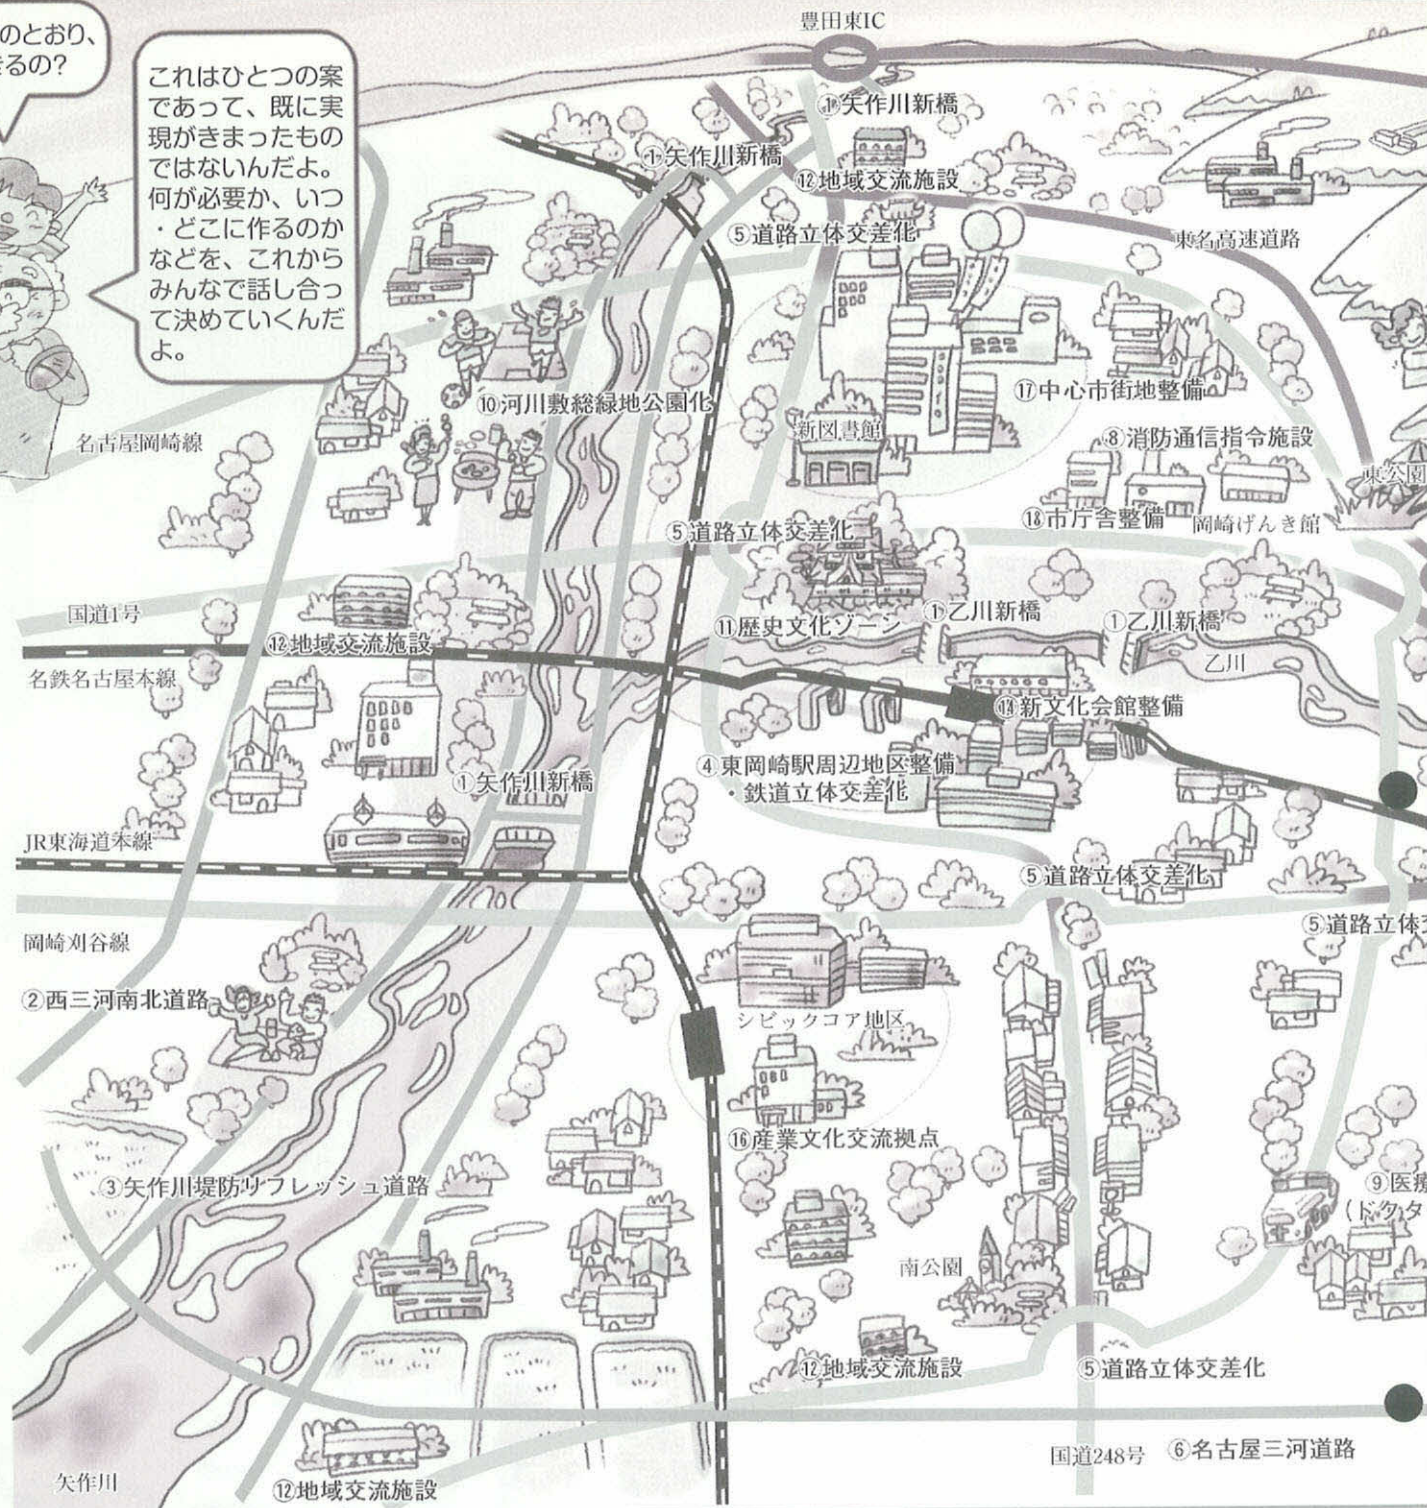 のとおり、
きるの?
これはひとつの案
であって、既に実
現がきまったもの
ではないんだよ。
何が必要か、いつ
・どこに作るのか
などを、これから
みんなで話し合っ
て決めていくんだ
よ。
豊田東IC
①矢作川新橋
①矢作川新橋
⑫地域交流施設
⑤道路立体交差化
東名高速道路
⑩河川敷総緑地公園化
⑰中心市街地整備
名古屋岡崎線
新図書館
⑧消防通信指令施設
東公園
⑱市庁舎整備
岡崎げんき館
⑤道路立体交差化
国道1号
⑪歴史文化ゾーン
①乙川新橋
①乙川新橋
⑫地域交流施設
乙川
名鉄名古屋本線
新文化会館整備
①矢作川新橋
④東岡崎駅周辺地区整備
・鉄道立体交差化
JR東海道本線
⑤道路立体交差化
岡崎刈谷線
⑤道路立体交
②西三河南北道路
シビックコア地区
⑯産業文化交流拠点
③矢作川堤防リフレッシュ道路
⑨医療
(ドクタ
南公園
⑫地域交流施設
⑤道路立体交差化
国道248号
⑥名古屋三河道路
矢作川
⑫地域交流施設